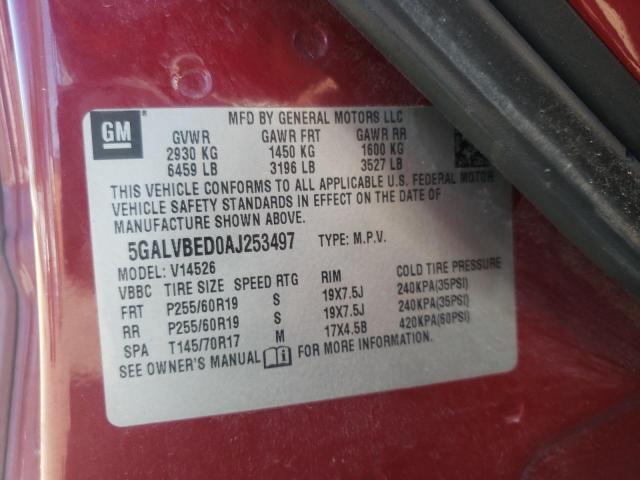 GM
MFD BY GENERAL MOTORS LLC
GVWR GAWR FRT GAWR RR
2930 KG 1450 KG 1600 KG
6459 LB 3196 LB 3527 LB
THIS VEHICLE CONFORMS TO ALL APPLICABLE U.S. FEDERAL MOTOR
VEHICLE SAFETY STANDARDS IN EFFECT ON THE DATE OF
MANUFACTURE SHOWN ABOVE.
5GALVBED0AJ253497 TYPE: M.P.V.
MODEL: V14526
VBBC TIRE SIZE SPEED RTG RIM COLD TIRE PRESSURE
FRT P255/60R19 S 19X7.5J 240KPA(35PSI)
RR P255/60R19 S 19X7.5J 240KPA(35PSI)
SPA T145/70R17 M 17X4.5B 420KPA(60PSI)
SEE OWNER'S MANUAL FOR MORE INFORMATION.